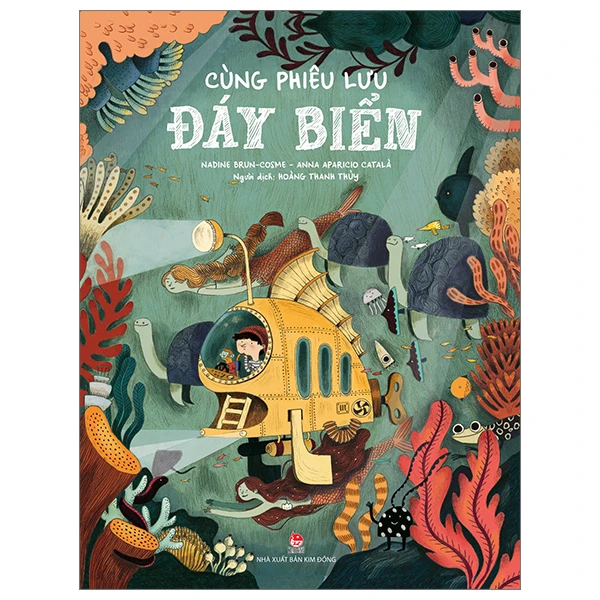 CÙNG PHIÊU LƯU
ĐÁY BIỂN
NADINE BRUN-COSME – ANNA APARICIO CATALÀ
Người dịch: HOÀNG THANH THỦY
NHÀ XUẤT BẢN KIM ĐỒNG